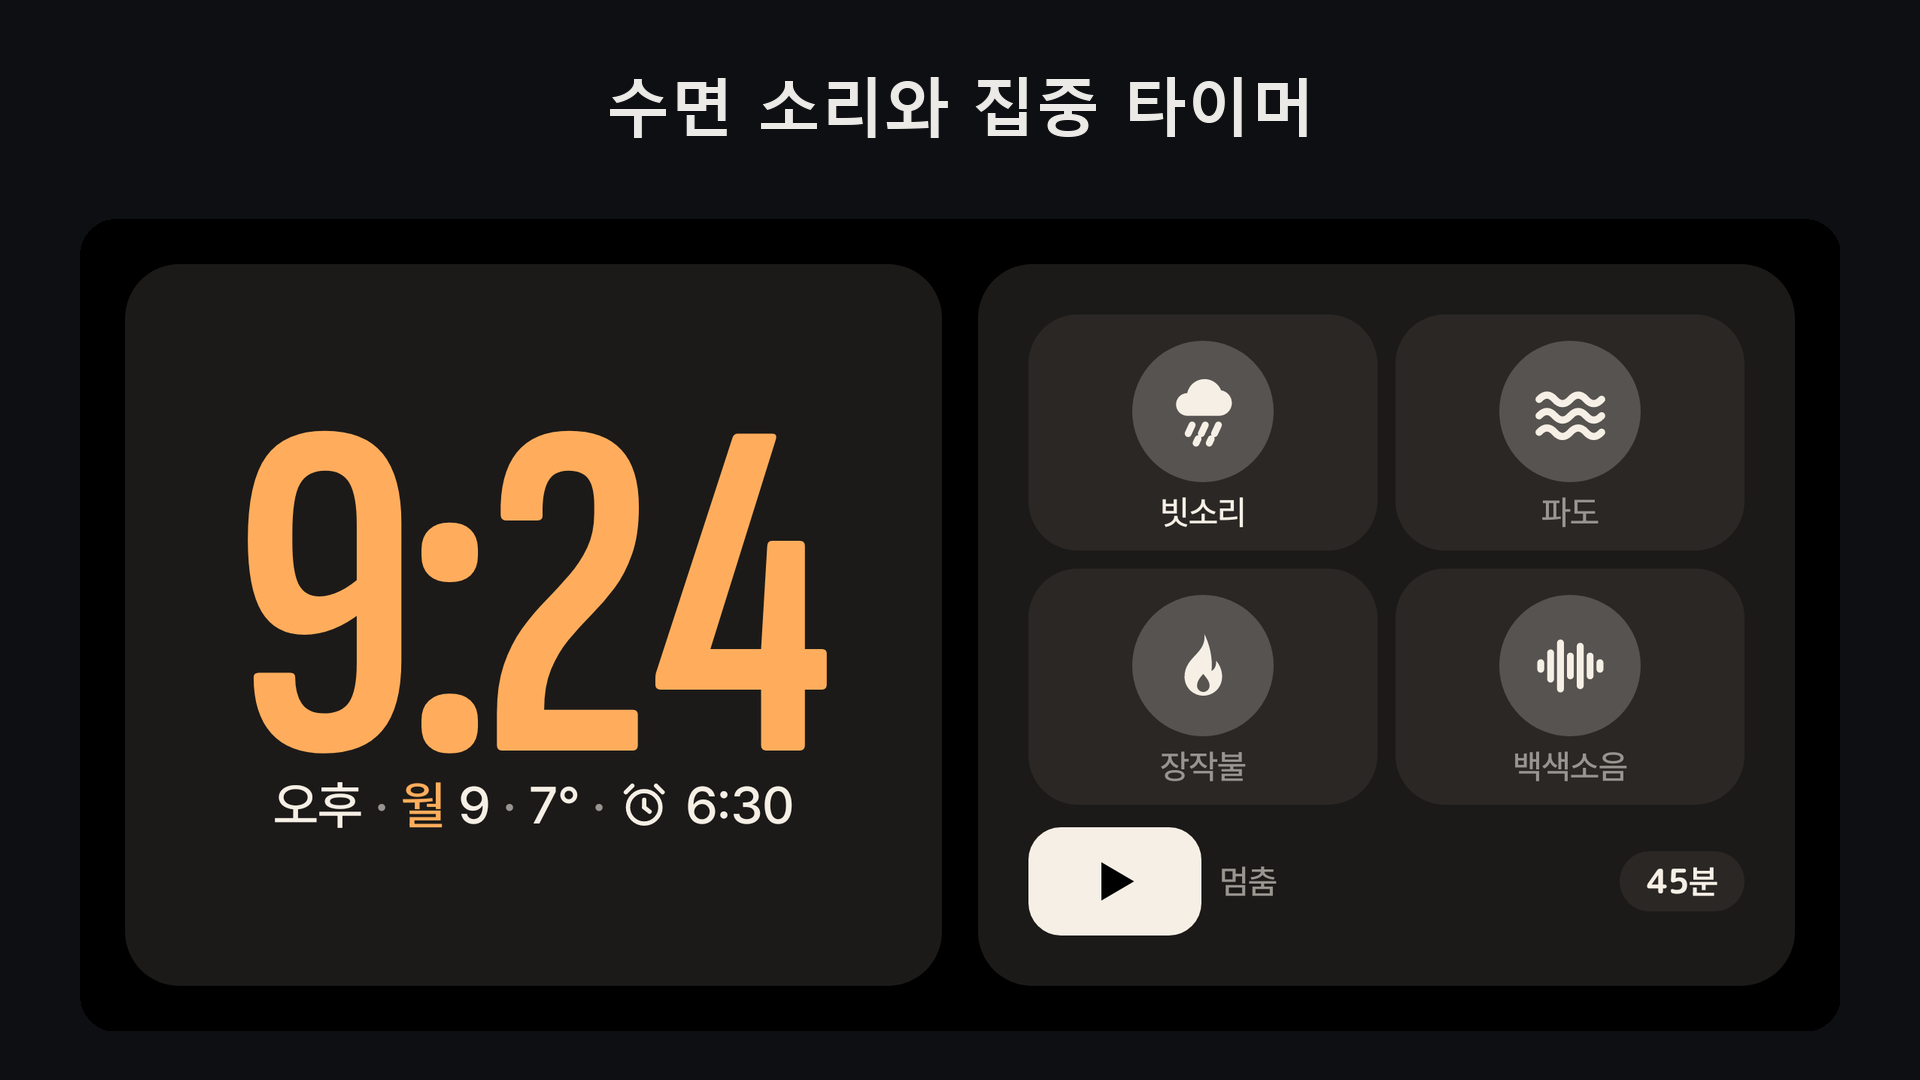 수면 소리와 집중 타이머
9:24
오후 · 월 9 · 7° · 6:30
빗소리
파도
장작불
백색소음
멈춤
45분